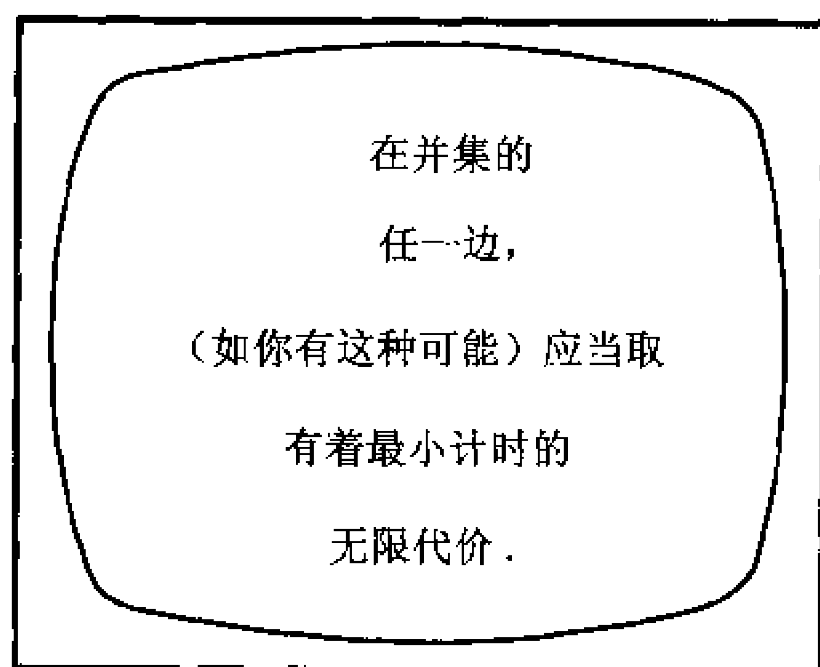 在并集的
任一边，
（如你有这种可能）应当取
有着最小计时的
无限代价．